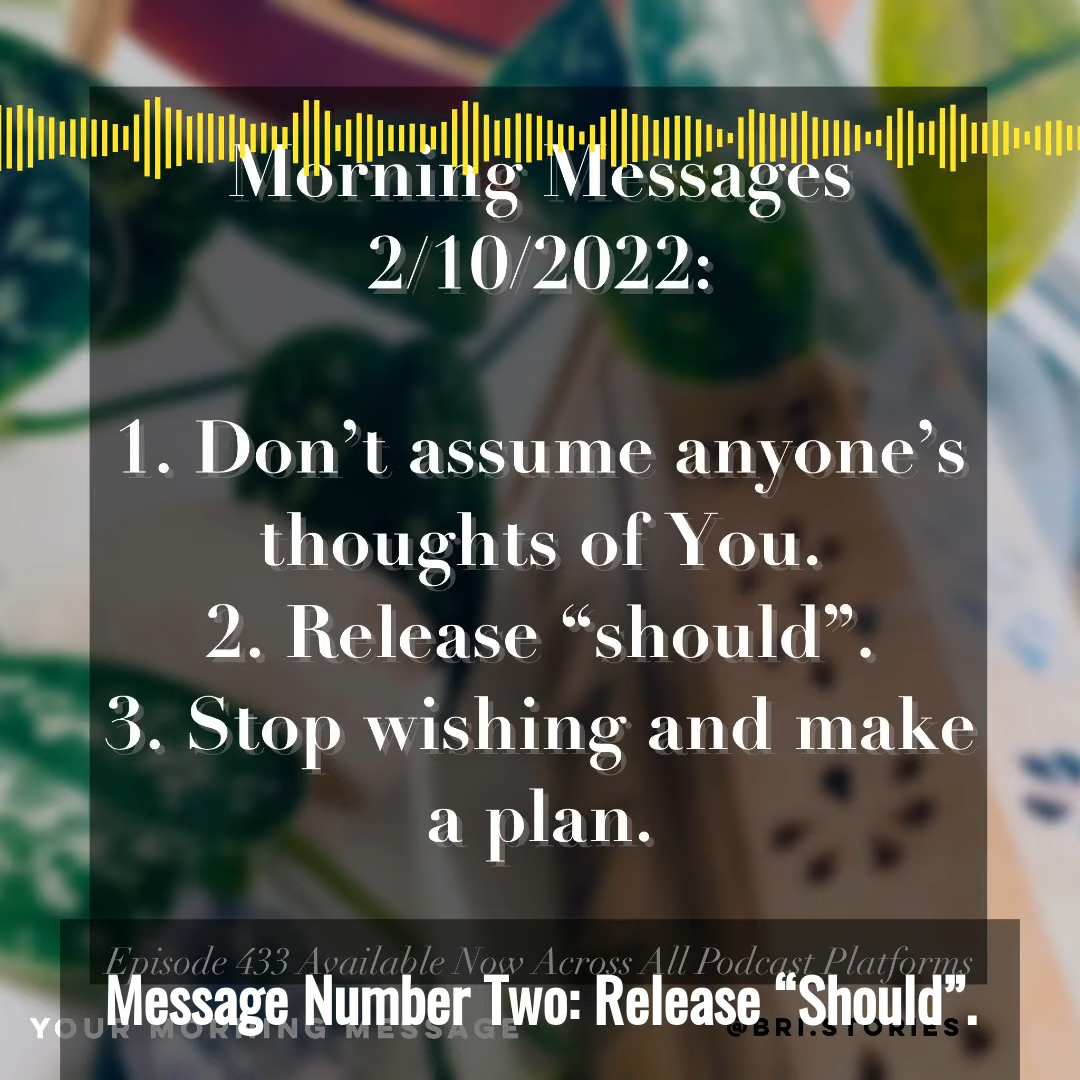 Morning Messages
2/10/2022:
1. Don’t assume anyone’s
thoughts of You.
2. Release “should”.
3. Stop wishing and make
a plan.
Episode 433 Available Now Across All Podcast Platforms
Message Number Two: Release “Should”.
YOUR MORNING MESSAGE
@BRI.STORIES